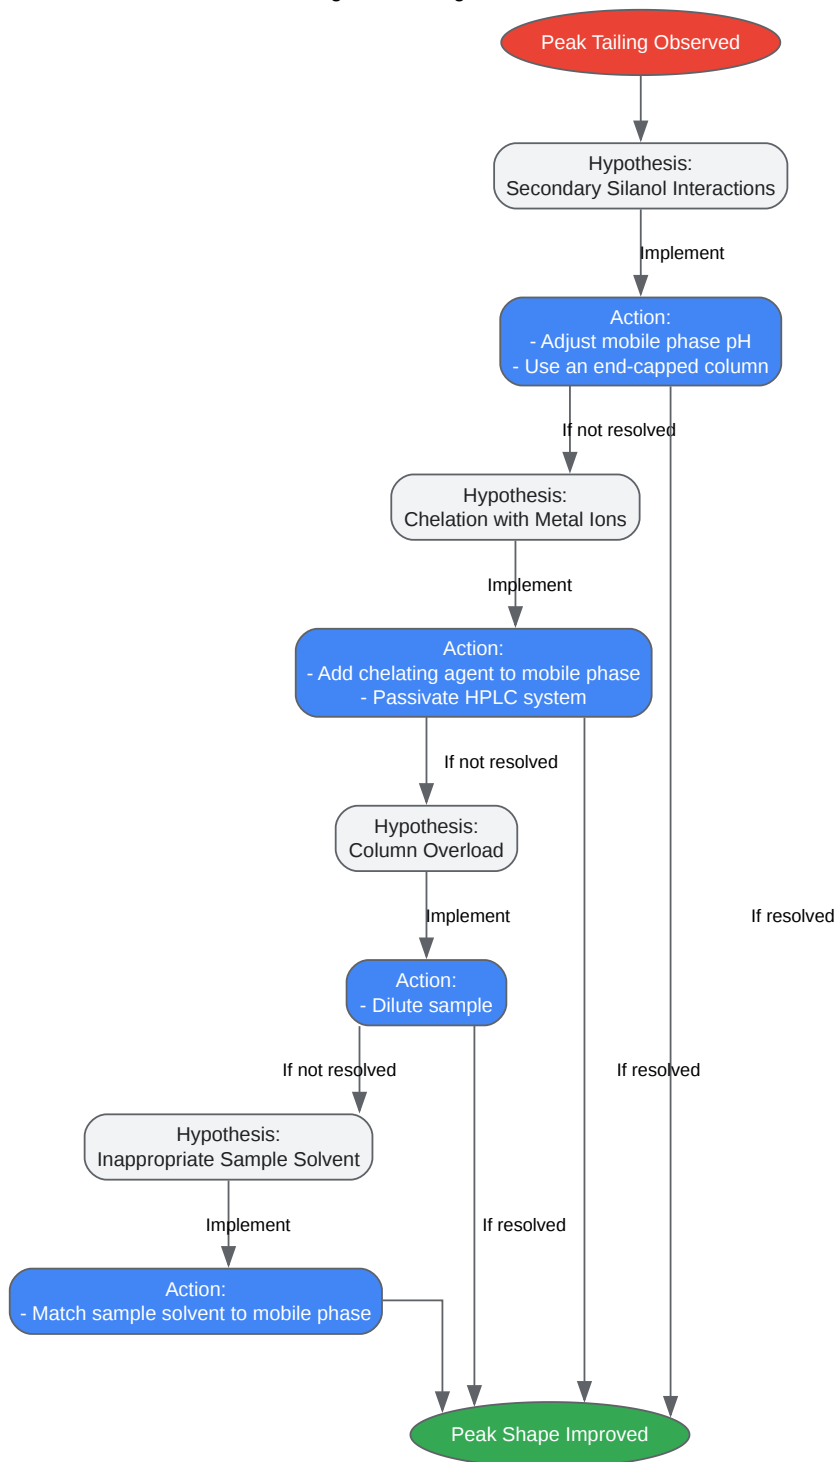 Peak Tailing Observed
Hypothesis:
Secondary Silanol Interactions
Implement
Action:
- Adjust mobile phase pH
- Use an end-capped column
If not resolved
Hypothesis:
Chelation with Metal Ions
Implement
Action:
- Add chelating agent to mobile phase
- Passivate HPLC system
If not resolved
Hypothesis:
Column Overload
Implement
If resolved
Action:
- Dilute sample
If not resolved
If resolved
Hypothesis:
Inappropriate Sample Solvent
Implement
If resolved
Action:
- Match sample solvent to mobile phase
Peak Shape Improved